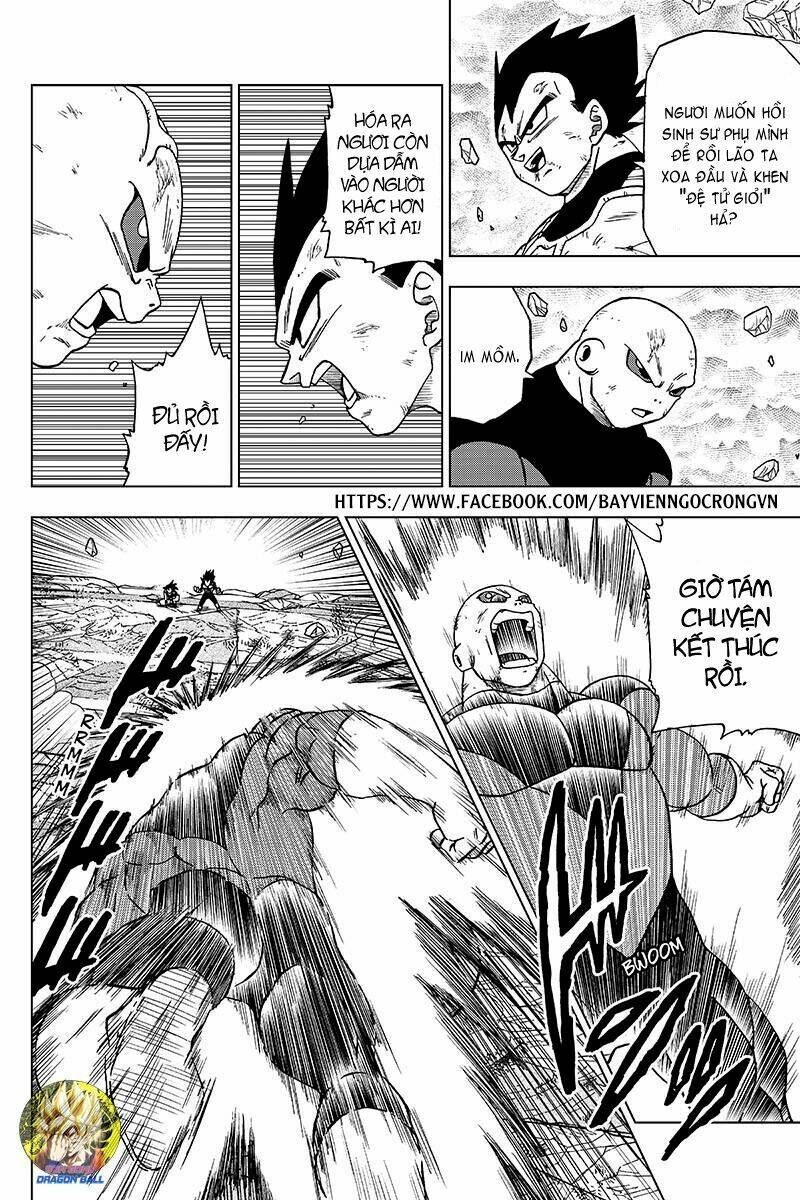 NGƯƠI MUỐN HỒI
SINH SƯ PHỤ MÌNH
ĐỂ RỒI LÃO TA
XOA ĐẦU VÀ KHEN
"ĐỆ TỬ GIỎI"
HẢ?
IM MỒM.
HÓA RA
NGƯƠI CÒN
DỰA DẪM
VÀO NGƯỜI
KHÁC HƠN
BẤT KÌ AI!
ĐỦ RỒI
ĐẤY!
HTTPS://WWW.FACEBOOK.COM/BAYVIENNGOCRONGVN
GIỜ TÁM
CHUYỆN
KẾT THÚC
RỒI.
BWOOM
RRMMM
DRAGON BALL